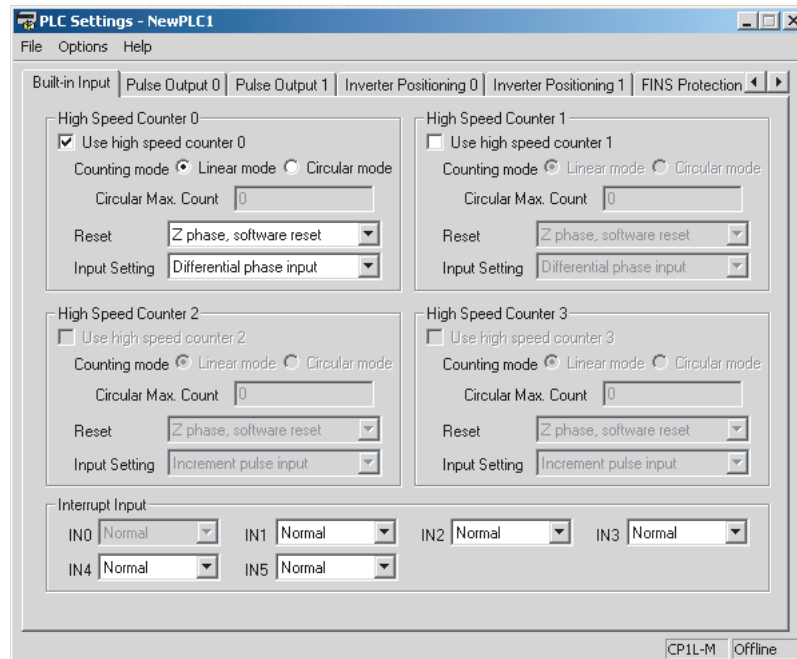 PLC Settings - NewPLC1
File Options Help
Built-in Input Pulse Output 0 Pulse Output 1 Inverter Positioning 0 Inverter Positioning 1 FINS Protection
High Speed Counter 0
Use high speed counter 0
Counting mode Linear mode Circular mode
Circular Max. Count 0
Reset Z phase, software reset
Input Setting Differential phase input
High Speed Counter 1
Use high speed counter 1
Counting mode Linear mode Circular mode
Circular Max. Count 0
Reset Z phase, software reset
Input Setting Differential phase input
High Speed Counter 2
Use high speed counter 2
Counting mode Linear mode Circular mode
Circular Max. Count 0
Reset Z phase, software reset
Input Setting Increment pulse input
High Speed Counter 3
Use high speed counter 3
Counting mode Linear mode Circular mode
Circular Max. Count 0
Reset Z phase, software reset
Input Setting Increment pulse input
Interrupt Input
IN0 Normal IN1 Normal IN2 Normal IN3 Normal
IN4 Normal IN5 Normal
CP1L-M Offline